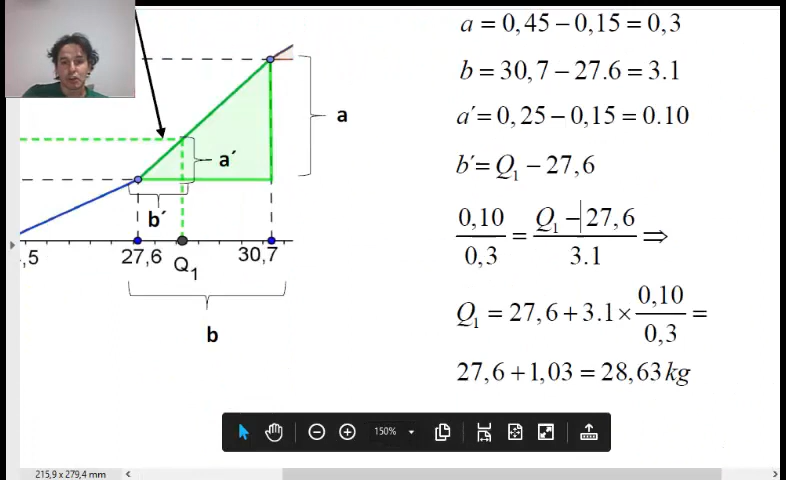 a = 0,45 − 0,15 = 0,3
b = 30,7 − 27.6 = 3.1
a´= 0,25 − 0,15 = 0.10
b´= Q₁ − 27,6
0,10/0,3 = Q₁ − 27,6/3.1 ⇒
Q₁ = 27,6 + 3.1 × 0,10/0,3 =
27,6 + 1,03 = 28,63 kg
a
a´
b´
,5
27,6
Q₁
30,7
b
150%
215,9 x 279,4 mm